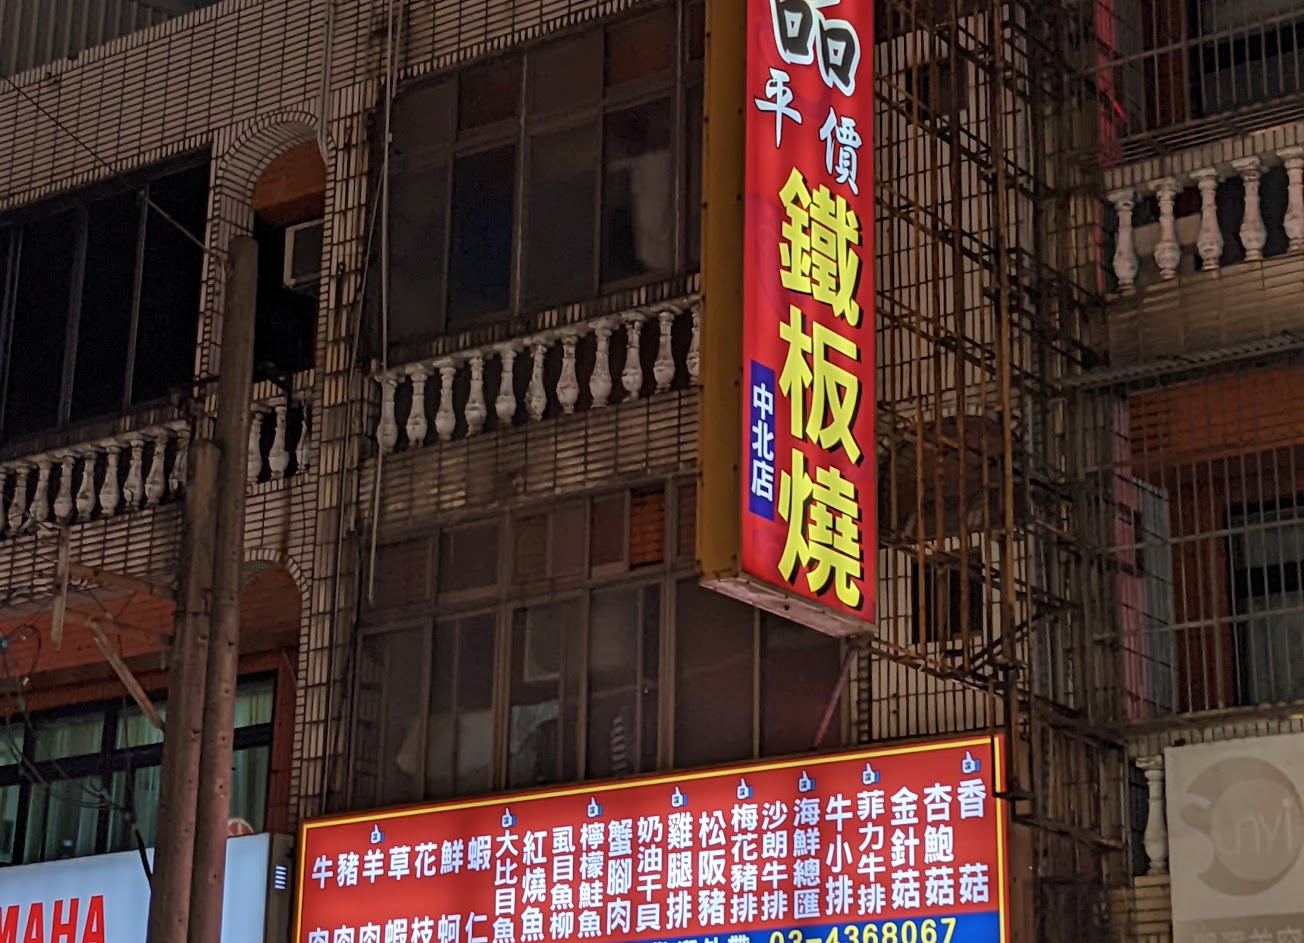 品
平價
鐵板燒
中北店
牛肉
豬肉
羊肉
草蝦
花枝
鮮蚵
蝦仁
大比目魚
紅燒魚
虱目魚柳
檸檬鮭魚
蟹腳肉
奶油干貝
雞腿排
松阪豬
梅花豬排
沙朗牛排
海鮮總匯
牛小排
菲力牛排
金針菇
杏鮑菇
香菇
03-4368067
MAHA